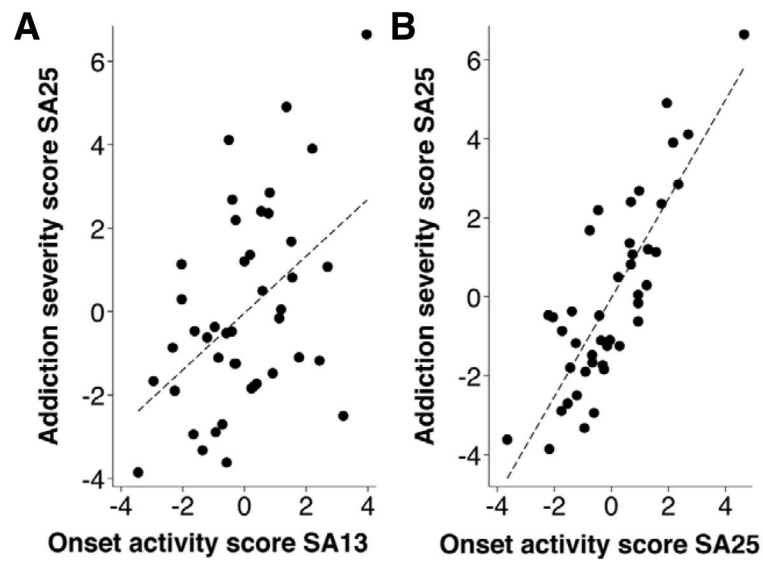 A
B
Addiction severity score SA25
6
4
2
0
-2
-4
-4 -2 0 2 4
Onset activity score SA13
Addiction severity score SA25
6
4
2
0
-2
-4
-4 -2 0 2 4
Onset activity score SA25